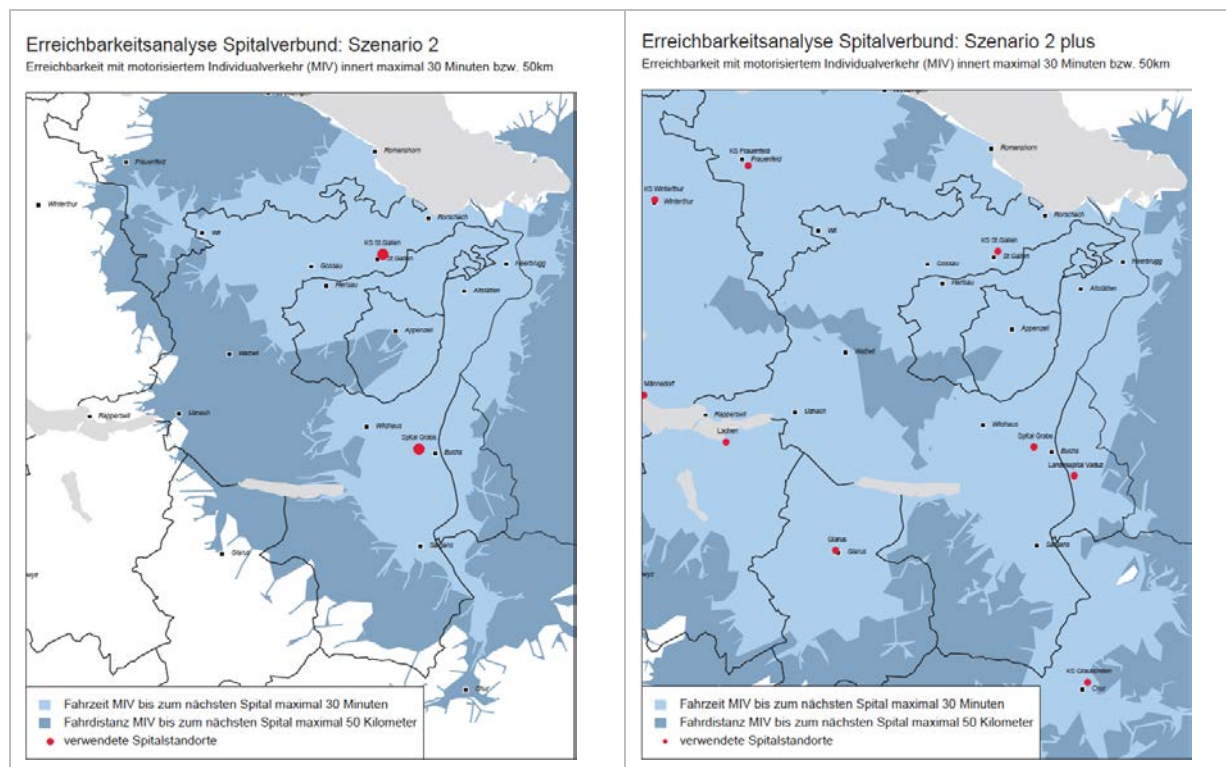 Erreichbarkeitsanalyse Spitalverbund: Szenario 2
Erreichbarkeit mit motorisiertem Individualverkehr (MIV) innert maximal 30 Minuten bzw. 50km
Romanshorn
Frauenfeld
Winterthur
Rorschach
Wil
KS St.Gallen
St.Gallen
Gossau
Heerbrugg
Herisau
Altstätten
Appenzell
Wattwil
Rapperswil
Uznach
Wildhaus
Spital Grabs
Buchs
Sargans
Glarus
Chur
Fahrzeit MIV bis zum nächsten Spital maximal 30 Minuten
Fahrdistanz MIV bis zum nächsten Spital maximal 50 Kilometer
verwendete Spitalstandorte
Erreichbarkeitsanalyse Spitalverbund: Szenario 2 plus
Erreichbarkeit mit motorisiertem Individualverkehr (MIV) innert maximal 30 Minuten bzw. 50km
Romanshorn
KS Frauenfeld
Frauenfeld
KS Winterthur
Winterthur
Rorschach
Wil
KS St.Gallen
St.Gallen
Gossau
Heerbrugg
Herisau
Altstätten
Appenzell
Wattwil
Männedorf
Rapperswil
Uznach
Lachen
Wildhaus
Spital Grabs
Buchs
Landesspital Vaduz
Glarus
Glarus
Sargans
KS Graubünden
Chur
Fahrzeit MIV bis zum nächsten Spital maximal 30 Minuten
Fahrdistanz MIV bis zum nächsten Spital maximal 50 Kilometer
verwendete Spitalstandorte